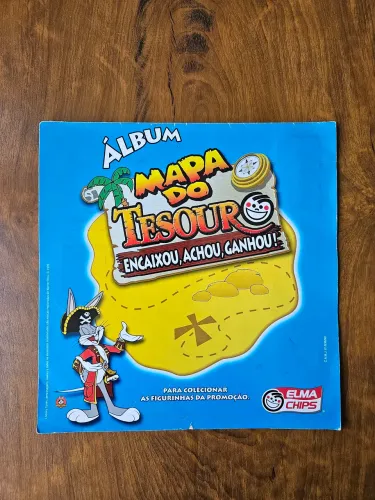 ÁLBUM
MAPA
DO
TESOURO
ENCAIXOU, ACHOU, GANHOU!
PARA COLECIONAR
AS FIGURINHAS DA PROMOÇÃO.
ELMA
CHIPS